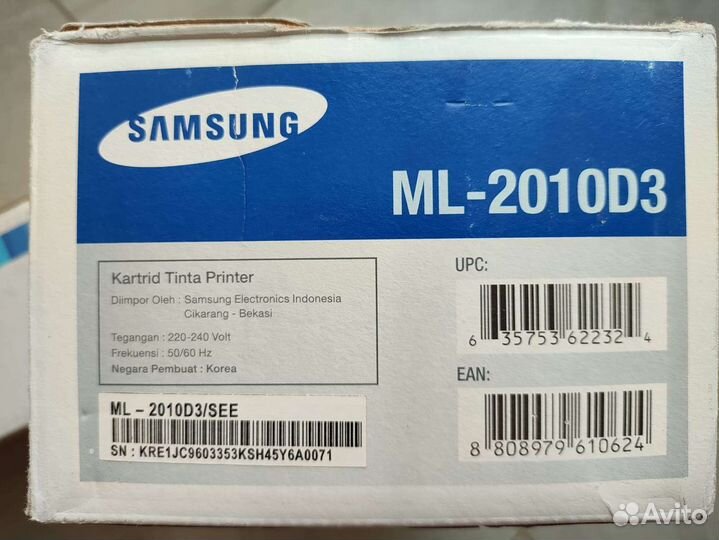 SAMSUNG
ML-2010D3
Kartrid Tinta Printer
Diimpor Oleh : Samsung Electronics Indonesia
Cikarang - Bekasi
Tegangan : 220-240 Volt
Frekuensi : 50/60 Hz
Negara Pembuat : Korea
ML - 2010D3/SEE
SN : KRE1JC9603353KSH45Y6A0071
UPC:
6 35753 62232 4
EAN:
8 808979 610624
Avito